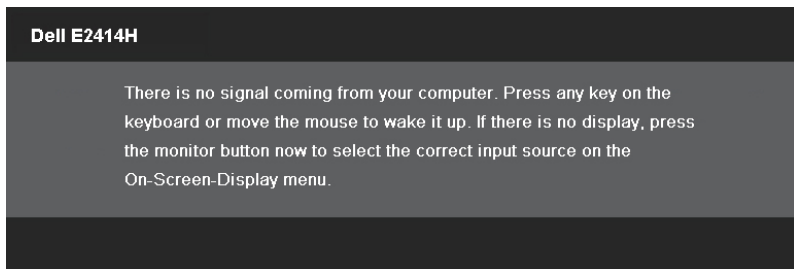 Dell E2414H
There is no signal coming from your computer. Press any key on the
keyboard or move the mouse to wake it up. If there is no display, press
the monitor button now to select the correct input source on the
On-Screen-Display menu.